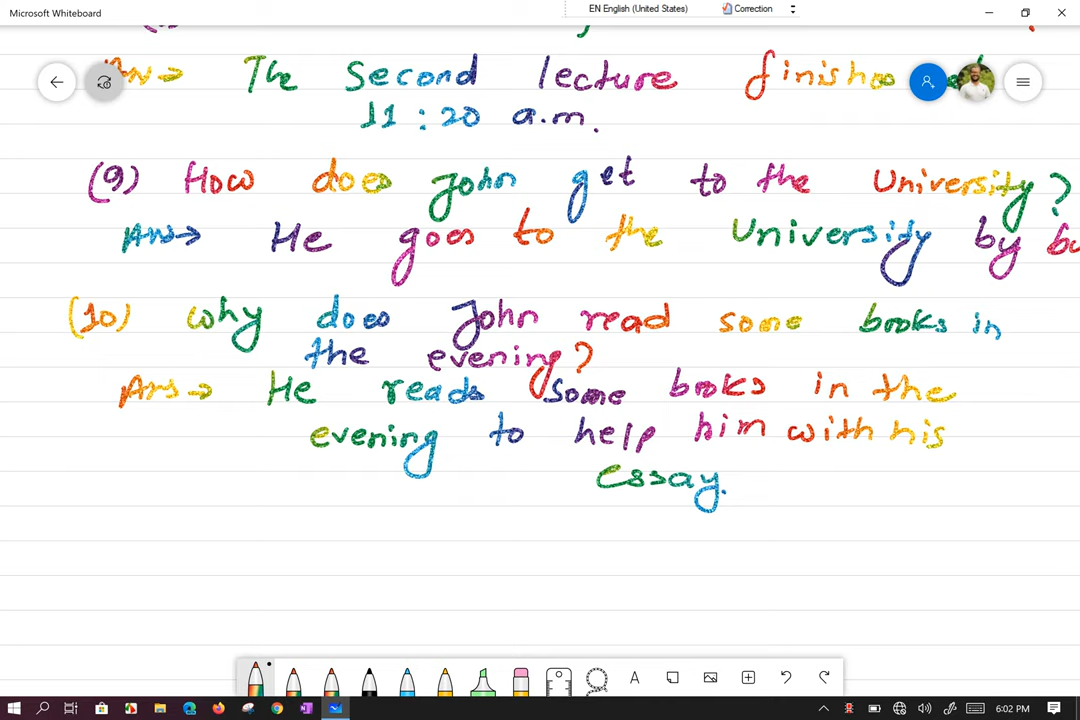 Microsoft Whiteboard
EN English (United States)
Correction
Ans→ The Second lecture finishes
11:20 a.m.
(9) How does John get to the University?
Ans→ He goes to the University by
(10) why does John read some books in
the evening?
Ans→ He reads some books in the
evening to help him with his
essay.
A
6:02 PM